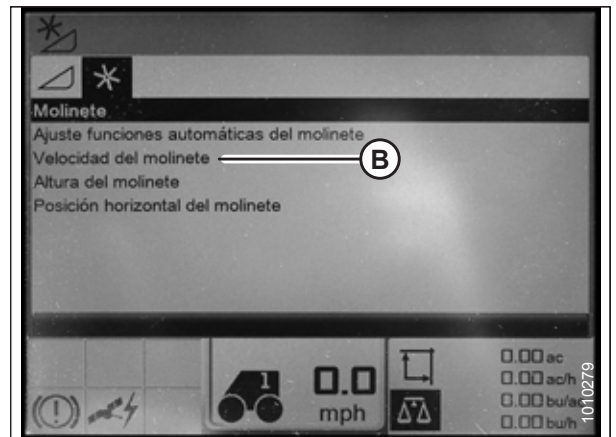 Molinete
Ajuste funciones automáticas del molinete
Velocidad del molinete
B
Altura del molinete
Posición horizontal del molinete
1
0.0
mph
0.00 ac
0.00 ac/h
0.00 bu/ac
0.00 bu/h
1010279